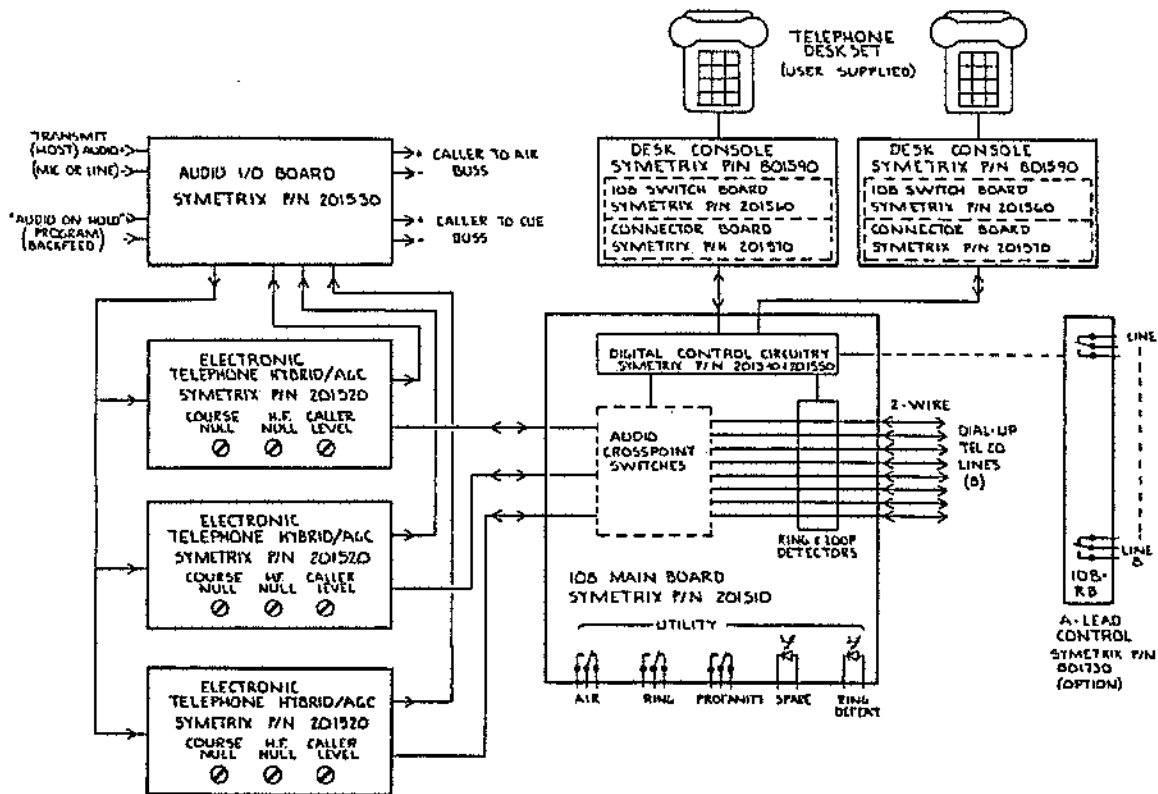 TELEPHONE
DESK SET
(USER SUPPLIED)
TRANSMIT
(HOST) AUDIO
(MIC OR LINE)
"AUDIO ON HOLD"
(PROGRAM)
BACKFEED)
AUDIO I/O BOARD
SYMETRIX P/N 201530
+ CALLER TO AIR
- BUSS
+ CALLER TO CUE
- BUSS
DESK CONSOLE
SYMETRIX P/N 801590
108 SWITCH BOARD
SYMETRIX P/N 201560
CONNECTOR BOARD
SYMETRIX P/N 201570
DESK CONSOLE
SYMETRIX P/N 801590
108 SWITCH BOARD
SYMETRIX P/N 201560
CONNECTOR BOARD
SYMETRIX P/N 201570
ELECTRONIC
TELEPHONE HYBRID/AGC
SYMETRIX P/N 201520
COURSE NULL
H.F. NULL
CALLER LEVEL
ELECTRONIC
TELEPHONE HYBRID/AGC
SYMETRIX P/N 201520
COURSE NULL
H.F. NULL
CALLER LEVEL
ELECTRONIC
TELEPHONE HYBRID/AGC
SYMETRIX P/N 201520
COURSE NULL
H.F. NULL
CALLER LEVEL
DIGITAL CONTROL CIRCUITRY
SYMETRIX P/N 201550
AUDIO
CROSSPOINT
SWITCHES
2-WIRE
DIAL-UP
TELCO
LINES
(8)
RING & LOOP
DETECTORS
108 MAIN BOARD
SYMETRIX P/N 201510
UTILITY
AIR
RING
PROFANITY
SPARE
RING
DEFEAT
LINE
LINE
8
108-
RB
A-LEAD
CONTROL
SYMETRIX P/N
801730
(OPTION)